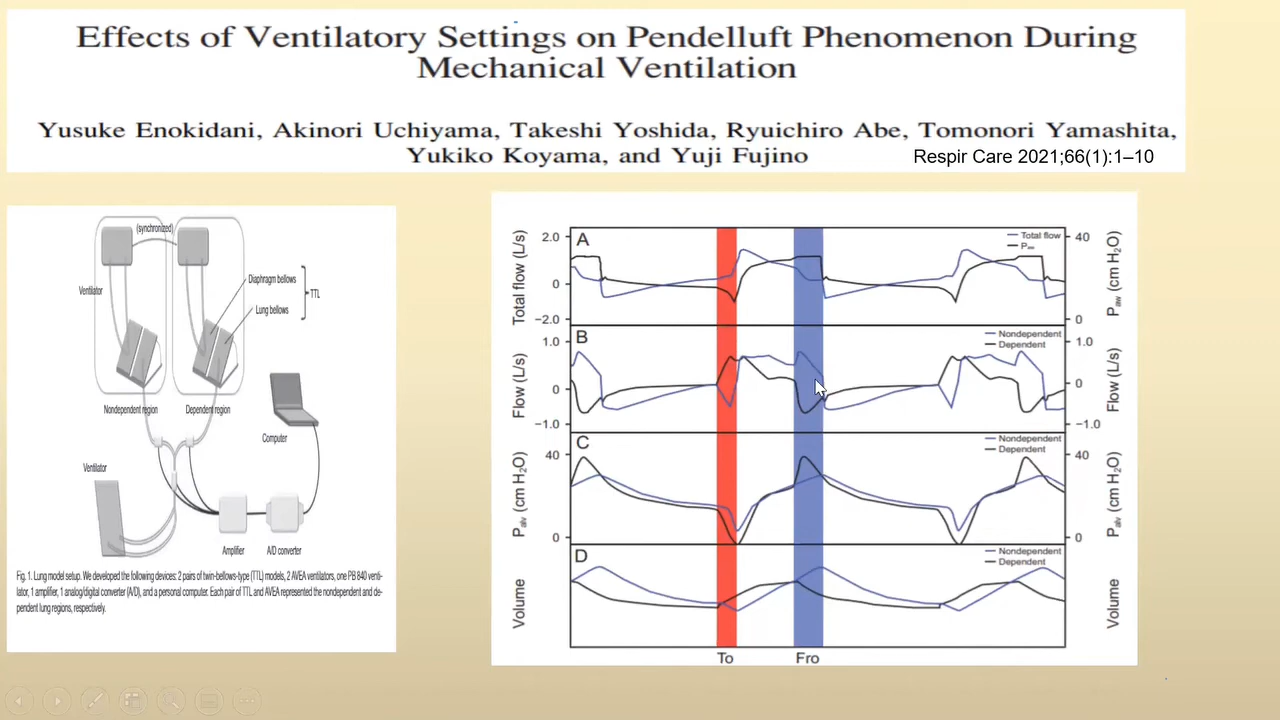 Effects of Ventilatory Settings on Pendelluft Phenomenon During
Mechanical Ventilation
Yusuke Enokidani, Akinori Uchiyama, Takeshi Yoshida, Ryuichiro Abe, Tomonori Yamashita,
Yukiko Koyama, and Yuji Fujino
Respir Care 2021;66(1):1–10
(synchronized)
Diaphragm bellows
Lung bellows
TTL
Ventilator
Nondependent region
Dependent region
Computer
Ventilator
Amplifier
A/D converter
Fig. 1. Lung model setup. We developed the following devices: 2 pairs of twin-bellows-type (TTL) models, 2 AVEA ventilators, one PB 840 venti-
lator, 1 amplifier, 1 analog/digital converter (A/D), and a personal computer. Each pair of TTL and AVEA represented the nondependent and de-
pendent lung regions, respectively.
A
Total flow (L/s)
2.0
0
−2.0
Total flow
Paw
40
0
Paw (cm H2O)
B
Flow (L/s)
1.0
0
−1.0
Nondependent
Dependent
1.0
0
−1.0
Flow (L/s)
C
Palv (cm H2O)
40
0
Nondependent
Dependent
40
0
Palv (cm H2O)
D
Volume
Nondependent
Dependent
Volume
To
Fro